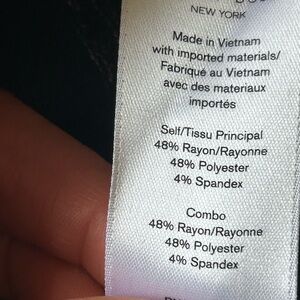 NEW YORK
Made in Vietnam
with imported materials/
Fabriqué au Vietnam
avec des materiaux
importés
Self/Tissu Principal
48% Rayon/Rayonne
48% Polyester
4% Spandex
Combo
48% Rayon/Rayonne
48% Polyester
4% Spandex